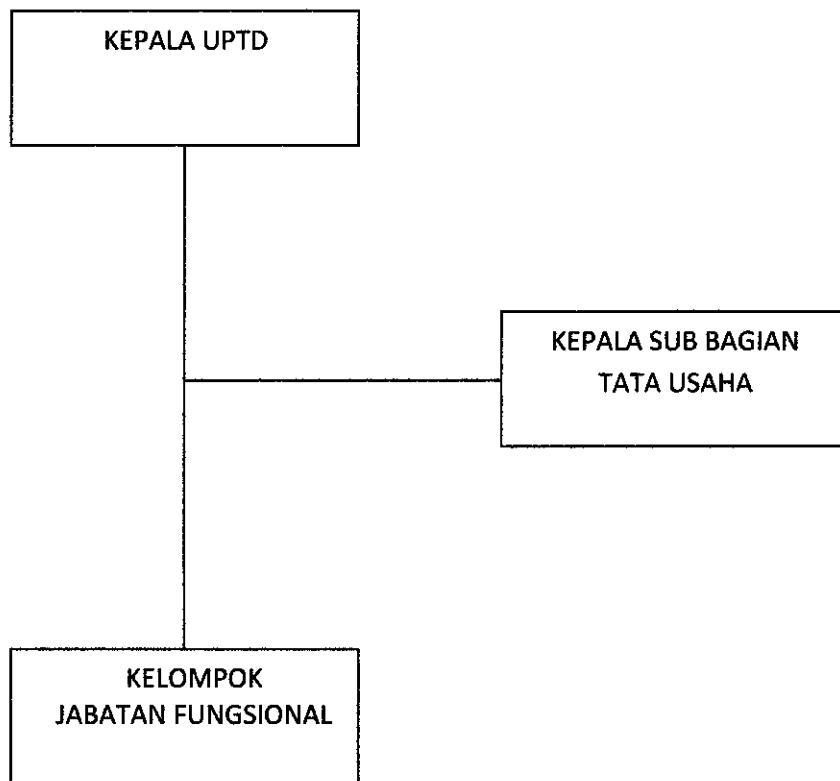 KEPALA UPTD
KEPALA SUB BAGIAN
TATA USAHA
KELOMPOK
JABATAN FUNGSIONAL